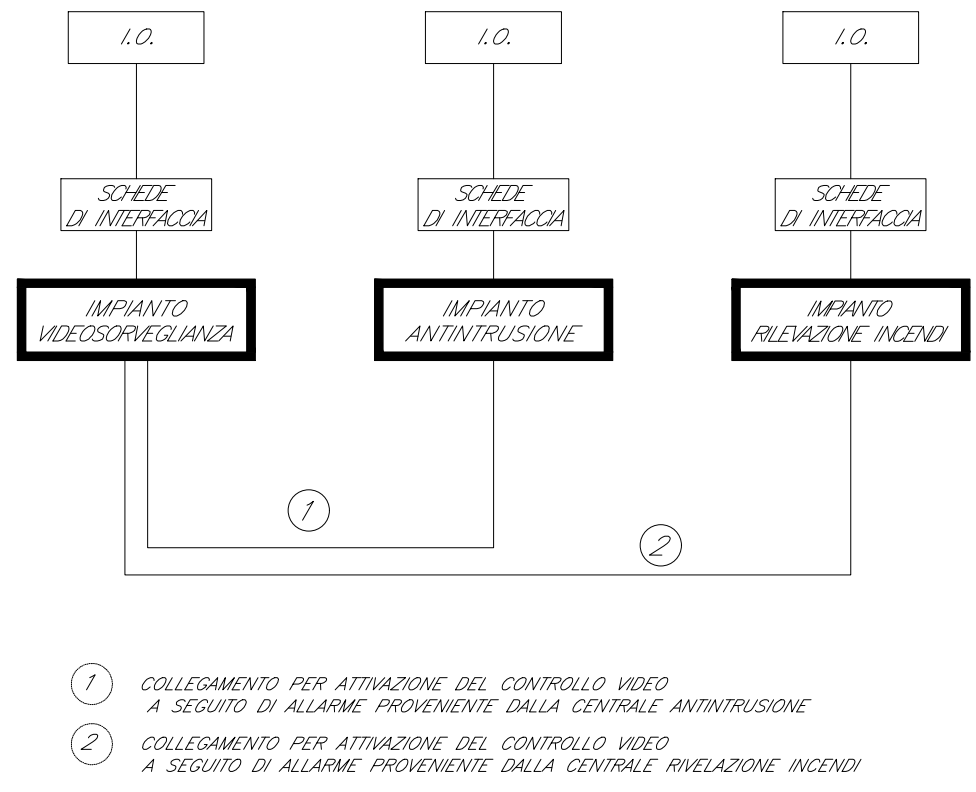 I.O.
I.O.
I.O.
SCHEDE
DI INTERFACCIA
SCHEDE
DI INTERFACCIA
SCHEDE
DI INTERFACCIA
IMPIANTO
VIDEOSORVEGLIANZA
IMPIANTO
ANTINTRUSIONE
IMPIANTO
RILEVAZIONE INCENDI
1
2
1 COLLEGAMENTO PER ATTIVAZIONE DEL CONTROLLO VIDEO
A SEGUITO DI ALLARME PROVENIENTE DALLA CENTRALE ANTINTRUSIONE
2 COLLEGAMENTO PER ATTIVAZIONE DEL CONTROLLO VIDEO
A SEGUITO DI ALLARME PROVENIENTE DALLA CENTRALE RIVELAZIONE INCENDI